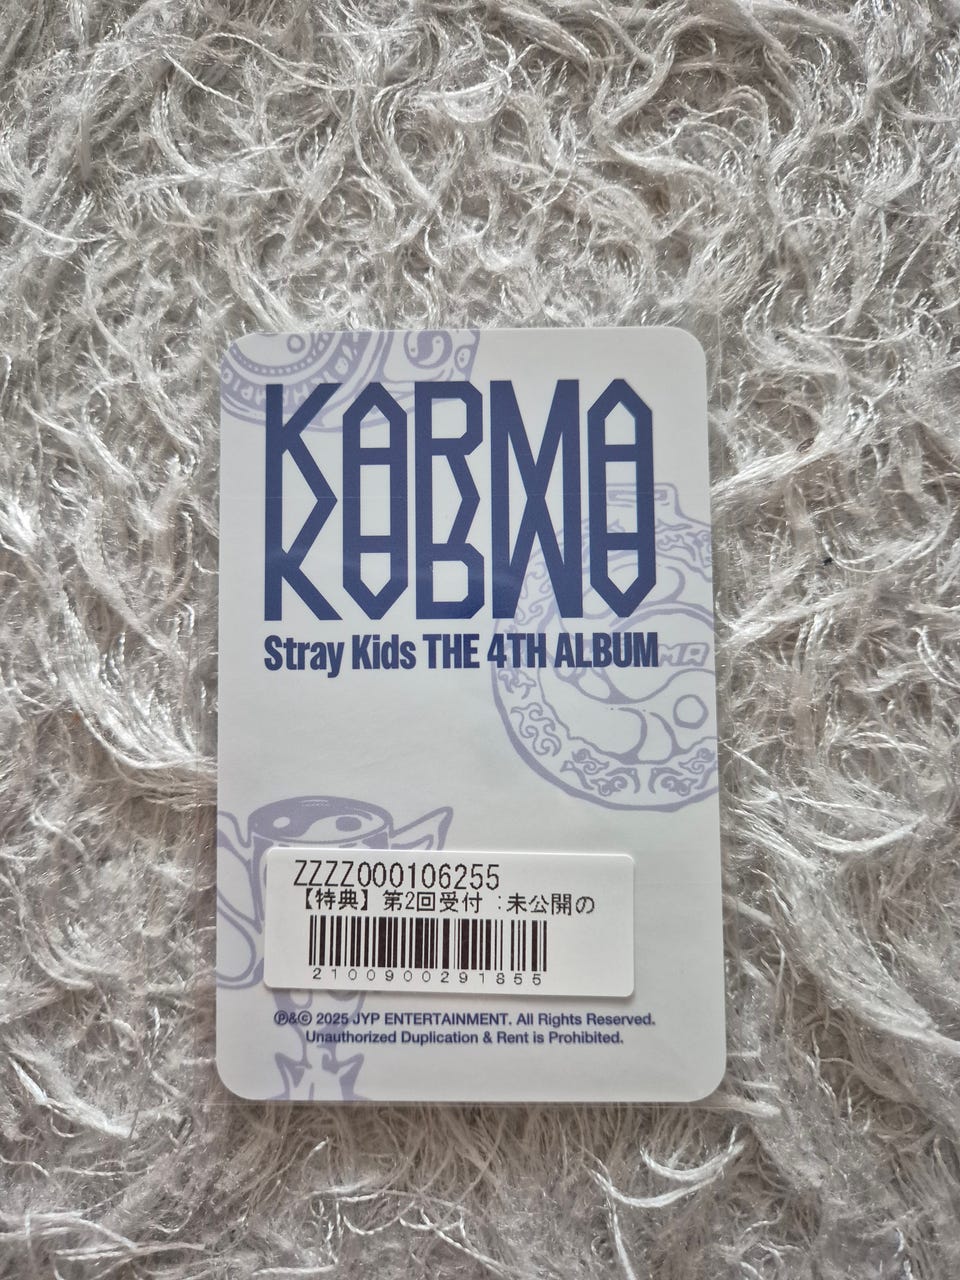 KARMA
Stray Kids THE 4TH ALBUM
ZZZZ000106255
【特典】第2回受付 :未公開の
2100900291855
℗&© 2025 JYP ENTERTAINMENT. All Rights Reserved.
Unauthorized Duplication & Rent is Prohibited.